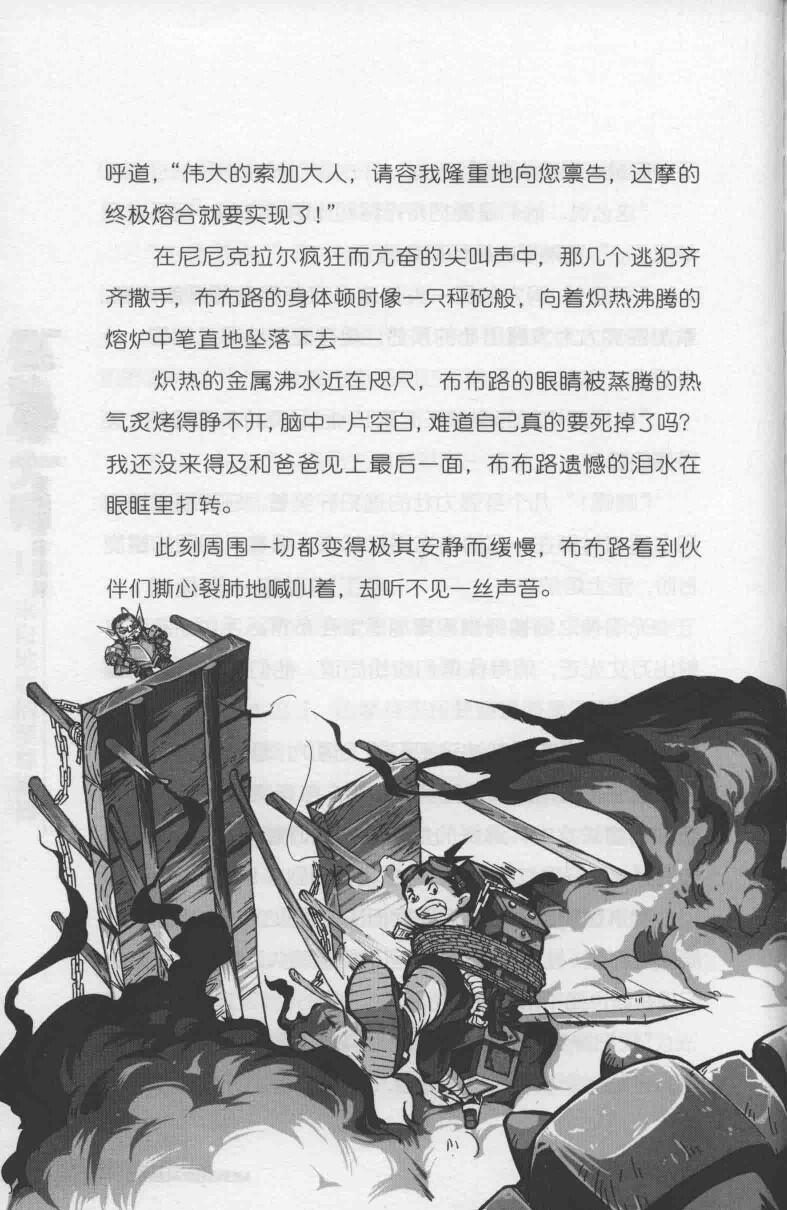 呼道，“伟大的索加大人，请容我隆重地向您禀告，达摩的
终极熔合就要实现了！”
在尼尼克拉尔疯狂而亢奋的尖叫声中，那几个逃犯齐
齐撒手，布布路的身体顿时像一只秤砣般，向着炽热沸腾的
熔炉中笔直地坠落下去——
炽热的金属沸水近在咫尺，布布路的眼睛被蒸腾的热
气炙烤得睁不开，脑中一片空白，难道自己真的要死掉了吗？
我还没来得及和爸爸见上最后一面，布布路遗憾的泪水在
眼眶里打转。
此刻周围一切都变得极其安静而缓慢，布布路看到伙
伴们撕心裂肺地喊叫着，却听不见一丝声音。